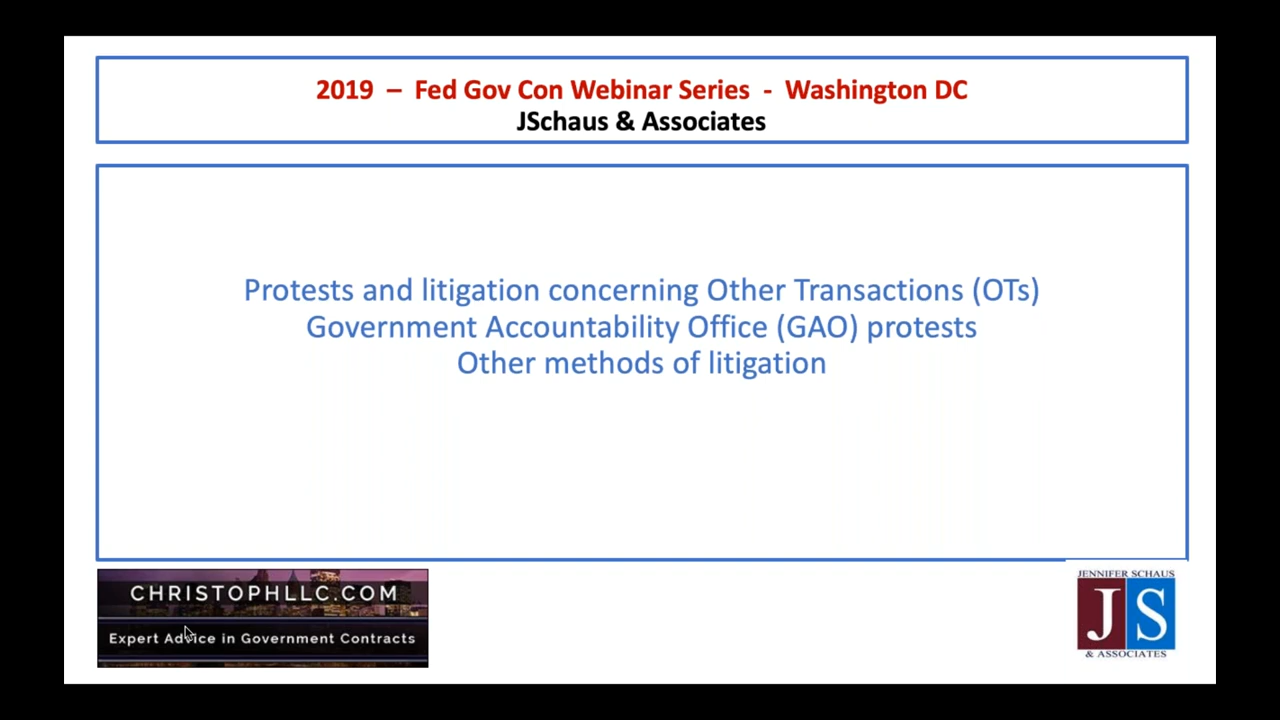 2019 – Fed Gov Con Webinar Series - Washington DC
JSchaus & Associates
Protests and litigation concerning Other Transactions (OTs)
Government Accountability Office (GAO) protests
Other methods of litigation
CHRISTOPHLLC.COM
Expert Advice in Government Contracts
JENNIFER SCHAUS
JS
& ASSOCIATES